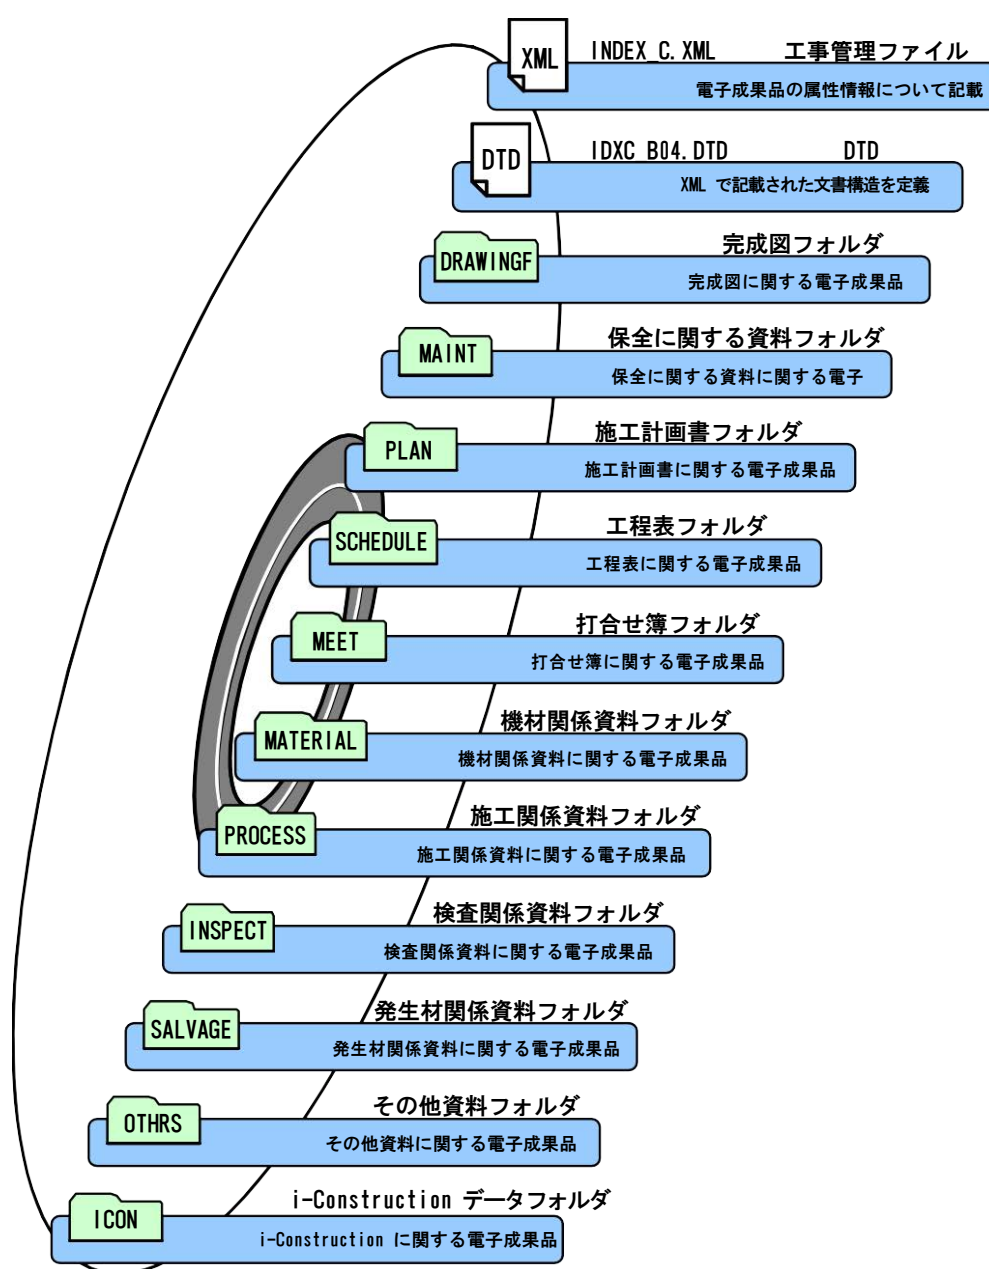 XML INDEX_C.XML 工事管理ファイル
電子成果品の属性情報について記載
DTD IDXC B04.DTD DTD
XML で記載された文書構造を定義
DRAWINGF 完成図フォルダ
完成図に関する電子成果品
MAINT 保全に関する資料フォルダ
保全に関する資料に関する電子
PLAN 施工計画書フォルダ
施工計画書に関する電子成果品
SCHEDULE 工程表フォルダ
工程表に関する電子成果品
MEET 打合せ簿フォルダ
打合せ簿に関する電子成果品
MATERIAL 機材関係資料フォルダ
機材関係資料に関する電子成果品
PROCESS 施工関係資料フォルダ
施工関係資料に関する電子成果品
INSPECT 検査関係資料フォルダ
検査関係資料に関する電子成果品
SALVAGE 発生材関係資料フォルダ
発生材関係資料に関する電子成果品
OTHRS その他資料フォルダ
その他資料に関する電子成果品
ICON i-Construction データフォルダ
i-Construction に関する電子成果品